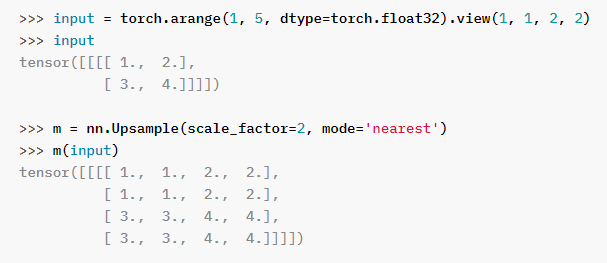 >>> input = torch.arange(1, 5, dtype=torch.float32).view(1, 1, 2, 2)
>>> input
tensor([[[[ 1.,  2.],
          [ 3.,  4.]]]])
>>> m = nn.Upsample(scale_factor=2, mode='nearest')
>>> m(input)
tensor([[[[ 1.,  1.,  2.,  2.],
          [ 1.,  1.,  2.,  2.],
          [ 3.,  3.,  4.,  4.],
          [ 3.,  3.,  4.,  4.]]]])